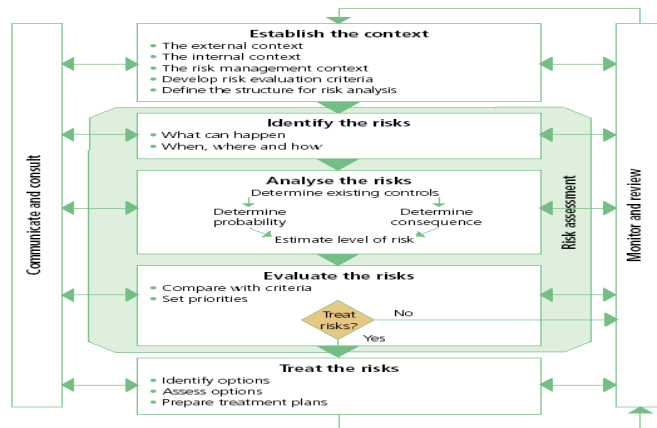 Establish the context
• The external context
• The internal context
• The risk management context
• Develop risk evaluation criteria
• Define the structure for risk analysis
Identify the risks
• What can happen
• When, where and how
Analyse the risks
Determine existing controls
Determine
probability
Determine
consequence
Estimate level of risk
Evaluate the risks
• Compare with criteria
• Set priorities
Treat
risks?
No
Yes
Treat the risks
• Identify options
• Assess options
• Prepare treatment plans
Communicate and consult
Risk assessment
Monitor and review